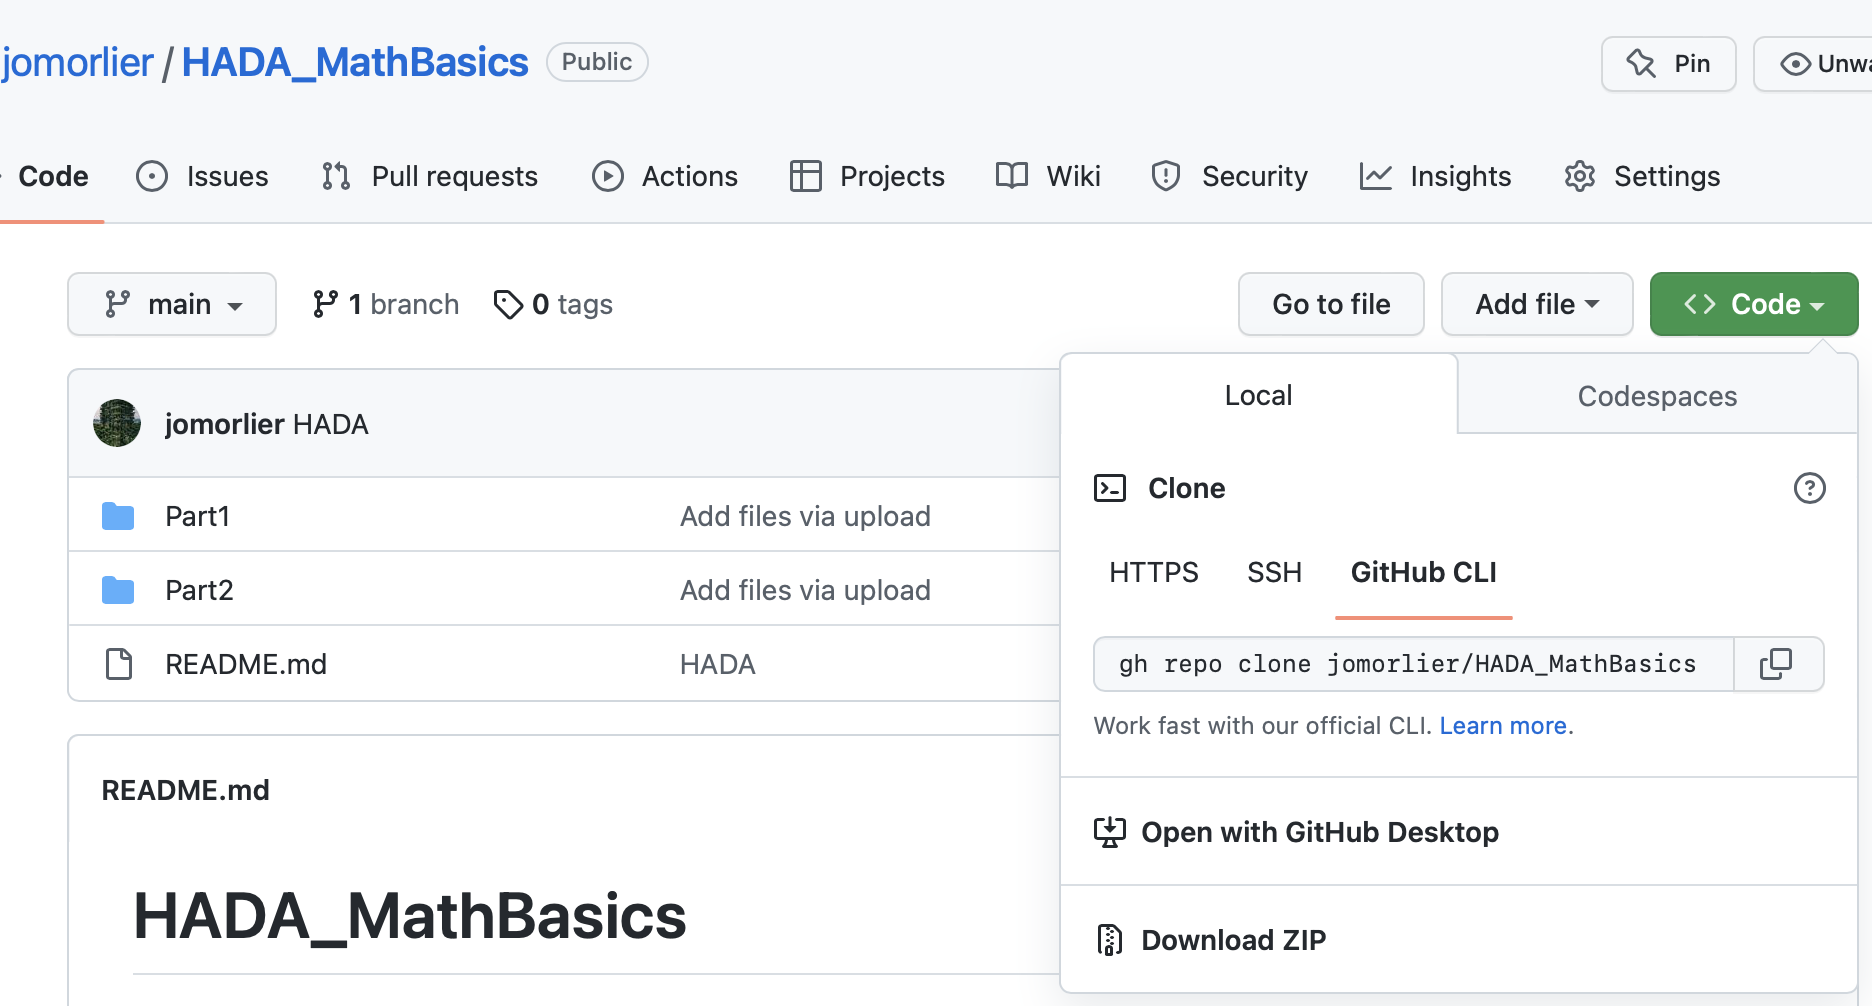 jomorlier / HADA_MathBasics Public
Pin
Code Issues Pull requests Actions Projects Wiki Security Insights Settings
main 1 branch 0 tags Go to file Add file <> Code
jomorlier HADA
Part1 Add files via upload
Part2 Add files via upload
README.md HADA
README.md
HADA_MathBasics
Local Codespaces
Clone
HTTPS SSH GitHub CLI
gh repo clone jomorlier/HADA_MathBasics
Work fast with our official CLI. Learn more.
Open with GitHub Desktop
Download ZIP